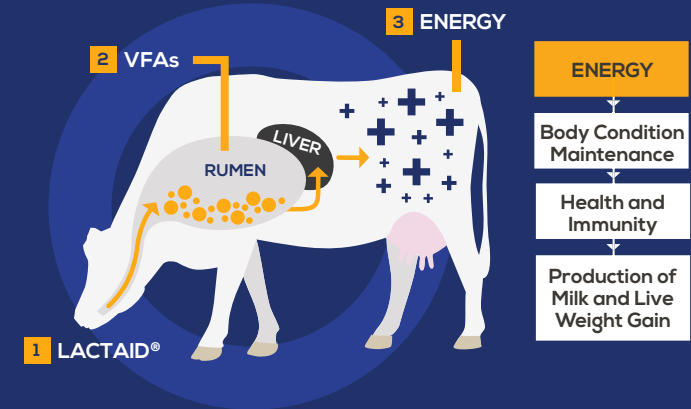 3 ENERGY
2 VFAs
LIVER
RUMEN
1 LACTAID®
ENERGY
Body Condition
Maintenance
Health and
Immunity
Production of
Milk and Live
Weight Gain